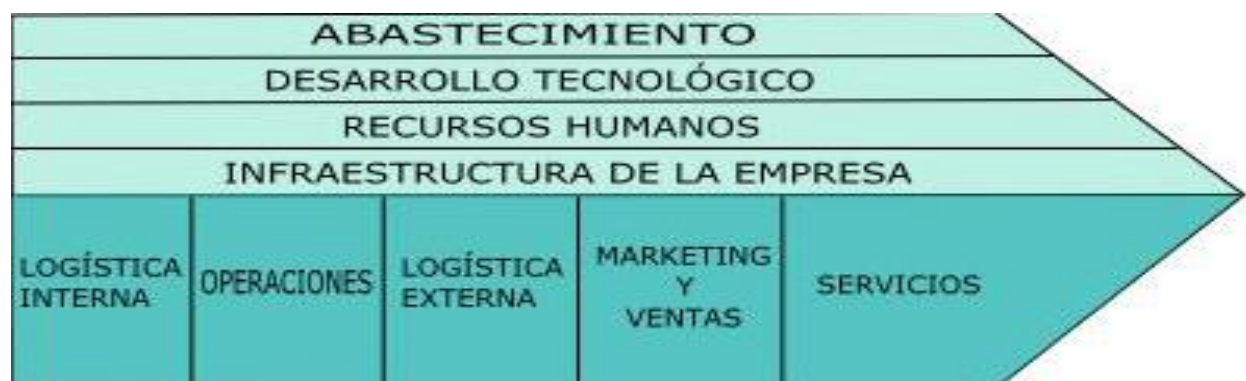 ABASTECIMIENTO
DESARROLLO TECNOLÓGICO
RECURSOS HUMANOS
INFRAESTRUCTURA DE LA EMPRESA
LOGÍSTICA
INTERNA
OPERACIONES
LOGÍSTICA
EXTERNA
MARKETING
Y
VENTAS
SERVICIOS